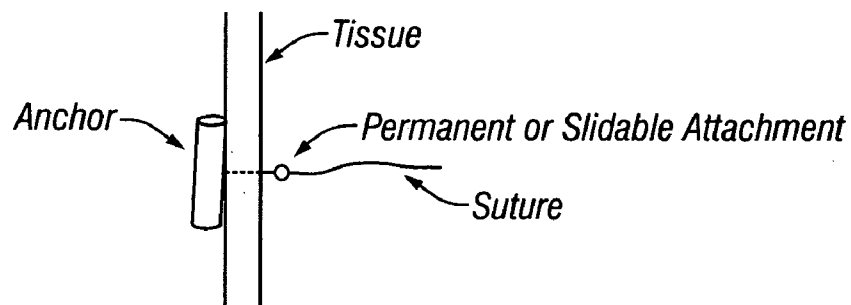 Tissue
Anchor
Permanent or Slidable Attachment
Suture